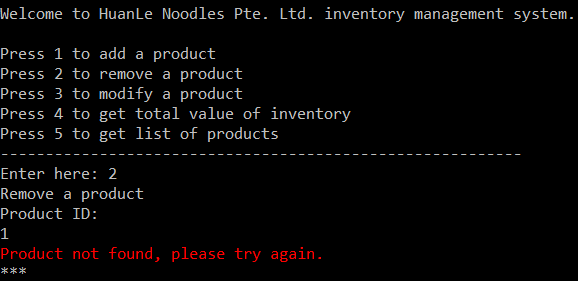 Welcome to HuanLe Noodles Pte. Ltd. inventory management system.
Press 1 to add a product
Press 2 to remove a product
Press 3 to modify a product
Press 4 to get total value of inventory
Press 5 to get list of products
----------------------------------------------------------
Enter here: 2
Remove a product
Product ID:
1
Product not found, please try again.
***